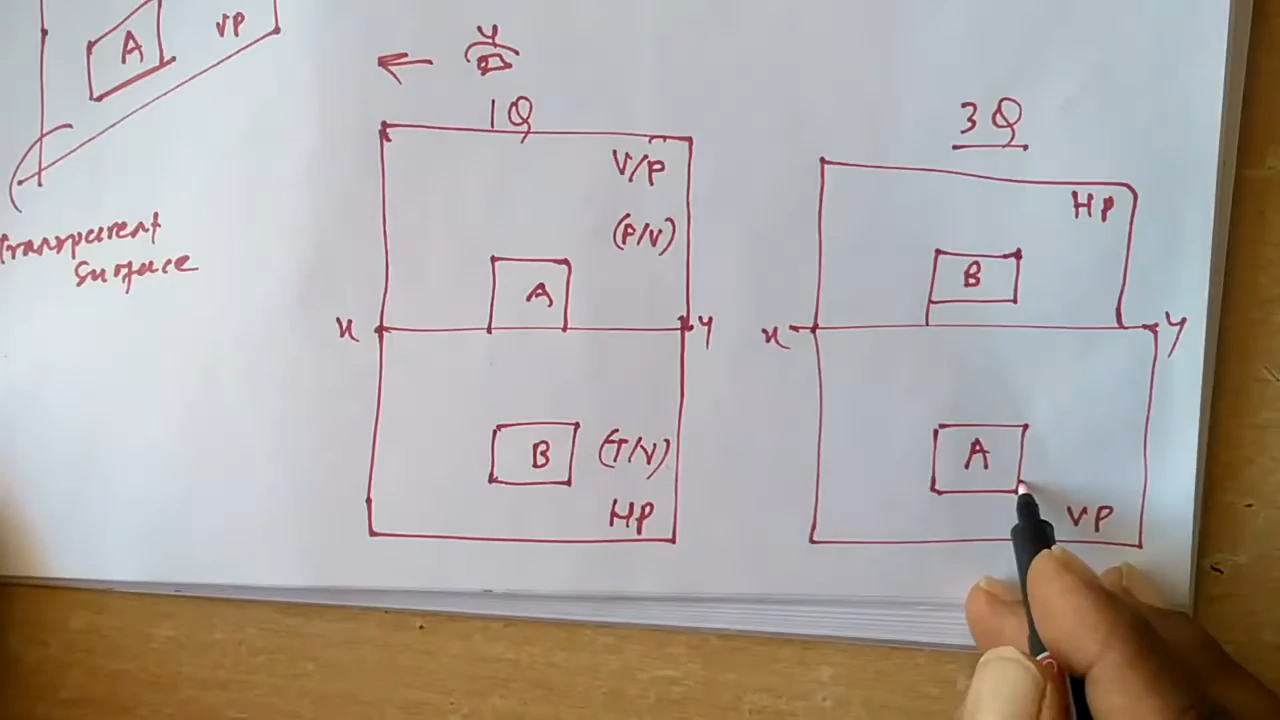 A
VP
Transparent
Surface
1Q
V/P
(F/V)
A
x
y
B
(T/V)
HP
3Q
HP
B
x
y
A
VP